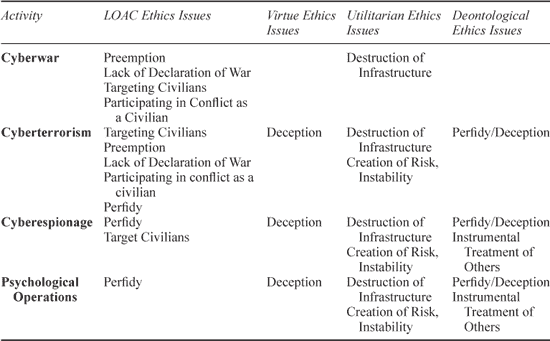 Activity LOAC Ethics Issues Virtue Ethics Issues Utilitarian Ethics Issues Deontological Ethics Issues
Cyberwar Preemption Destruction of
Lack of Declaration of War Infrastructure
Targeting Civilians
Participating in Conflict as
a Civilian
Cyberterrorism Targeting Civilians Deception Destruction of Perfidy/Deception
Preemption Infrastructure
Lack of Declaration of War Creation of Risk,
Participating in conflict as a Instability
civilian
Perfidy
Cyberespionage Perfidy Deception Destruction of Perfidy/Deception
Target Civilians Infrastructure Instrumental
Creation of Risk, Treatment of
Instability Others
Psychological Perfidy Deception Destruction of Perfidy/Deception
Operations Infrastructure Instrumental
Creation of Risk, Treatment of
Instability Others